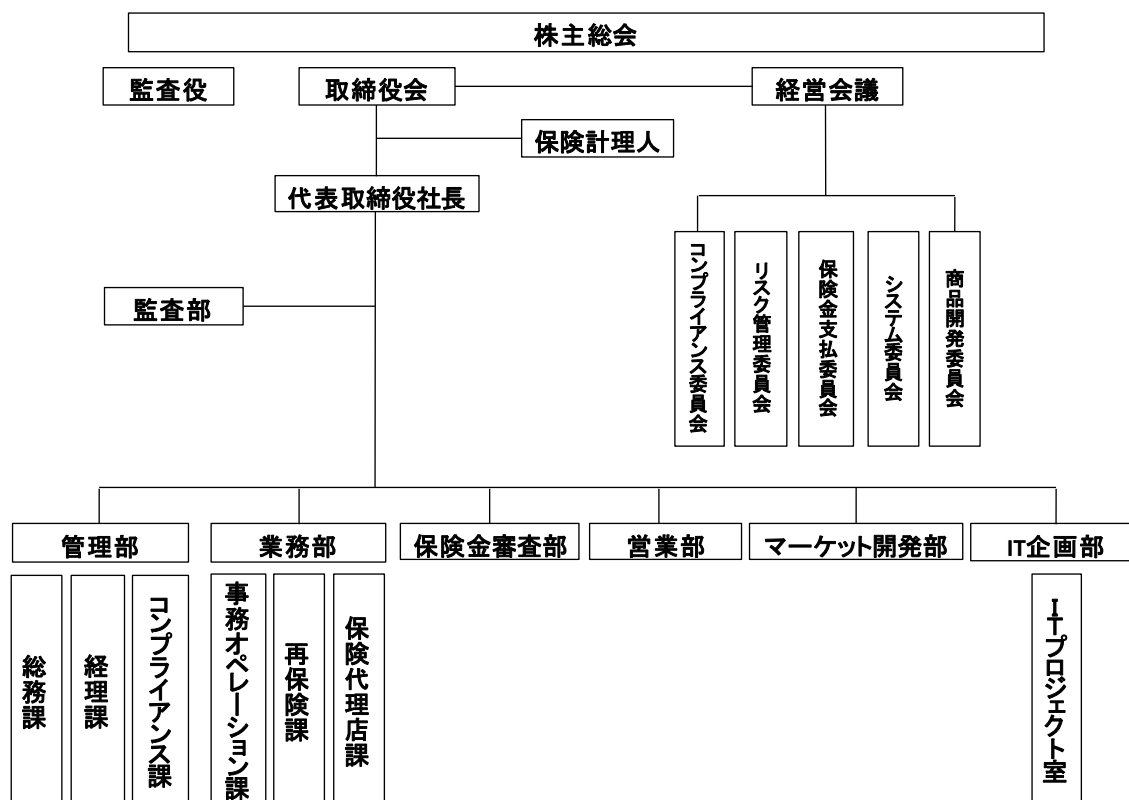 株主総会
監査役
取締役会
経営会議
保険計理人
代表取締役社長
コンプライアンス委員会
リスク管理委員会
保険金支払委員会
システム委員会
商品開発委員会
監査部
管理部
業務部
保険金審査部
営業部
マーケット開発部
IT企画部
総務課
経理課
コンプライアンス課
事務オペレーション課
再保険課
保険代理店課
ITプロジェクト室